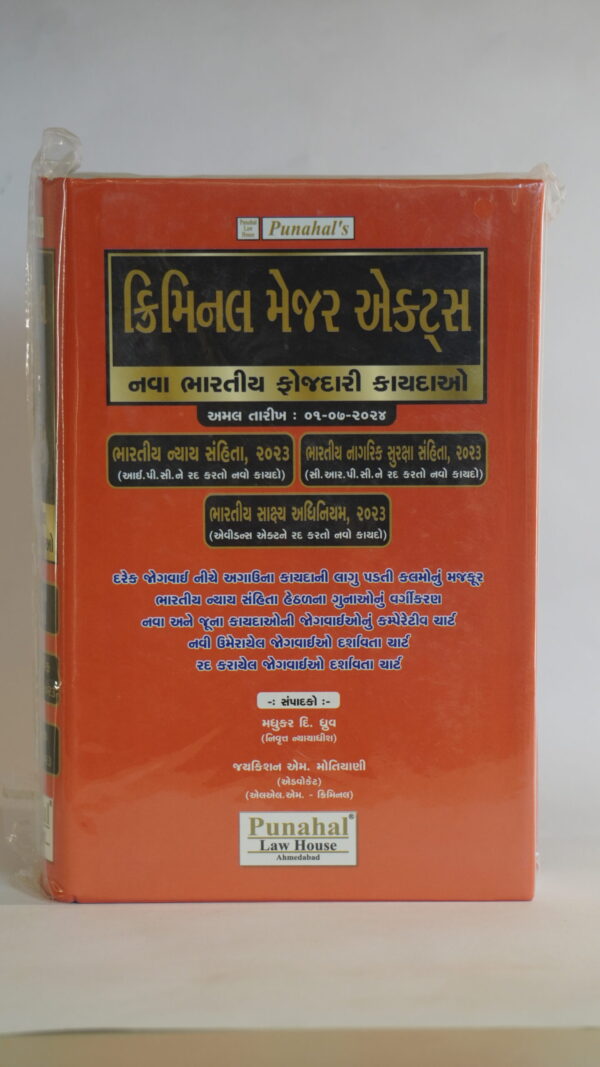 Punahal Law House
Punahal's
ક્રિમિનલ મેજર એક્ટ્સ
નવા ભારતીય ફોજદારી કાયદાઓ
અમલ તારીખ : ૦૧-૦૭-૨૦૨૪
ભારતીય ન્યાય સંહિતા, ૨૦૨૩
(આઈ.પી.સી.ને રદ કરતો નવો કાયદો)
ભારતીય નાગરિક સુરક્ષા સંહિતા, ૨૦૨૩
(સી.આર.પી.સી.ને રદ કરતો નવો કાયદો)
ભારતીય સાક્ષ્ય અધિનિયમ, ૨૦૨૩
(એવીડન્સ એક્ટને રદ કરતો નવો કાયદો)
દરેક જોગવાઈ નીચે અગાઉના કાયદાની લાગુ પડતી કલમોનું મજકૂર
ભારતીય ન્યાય સંહિતા હેઠળના ગુનાઓનું વર્ગીકરણ
નવા અને જૂના કાયદાઓની જોગવાઈઓનું કમ્પેરેટીવ ચાર્ટ
નવી ઉમેરાયેલ જોગવાઈઓ દર્શાવતા ચાર્ટ
રદ કરાયેલ જોગવાઈઓ દર્શાવતા ચાર્ટ
-: સંપાદકો :-
મધુકર દિ. ધ્રુવ
(નિવૃત્ત ન્યાયાધીશ)
જયકિશન એમ. મોતિયાણી
(એડવોકેટ)
(એલએલ.એમ. - ક્રિમિનલ)
Punahal®
Law House
Ahmedabad